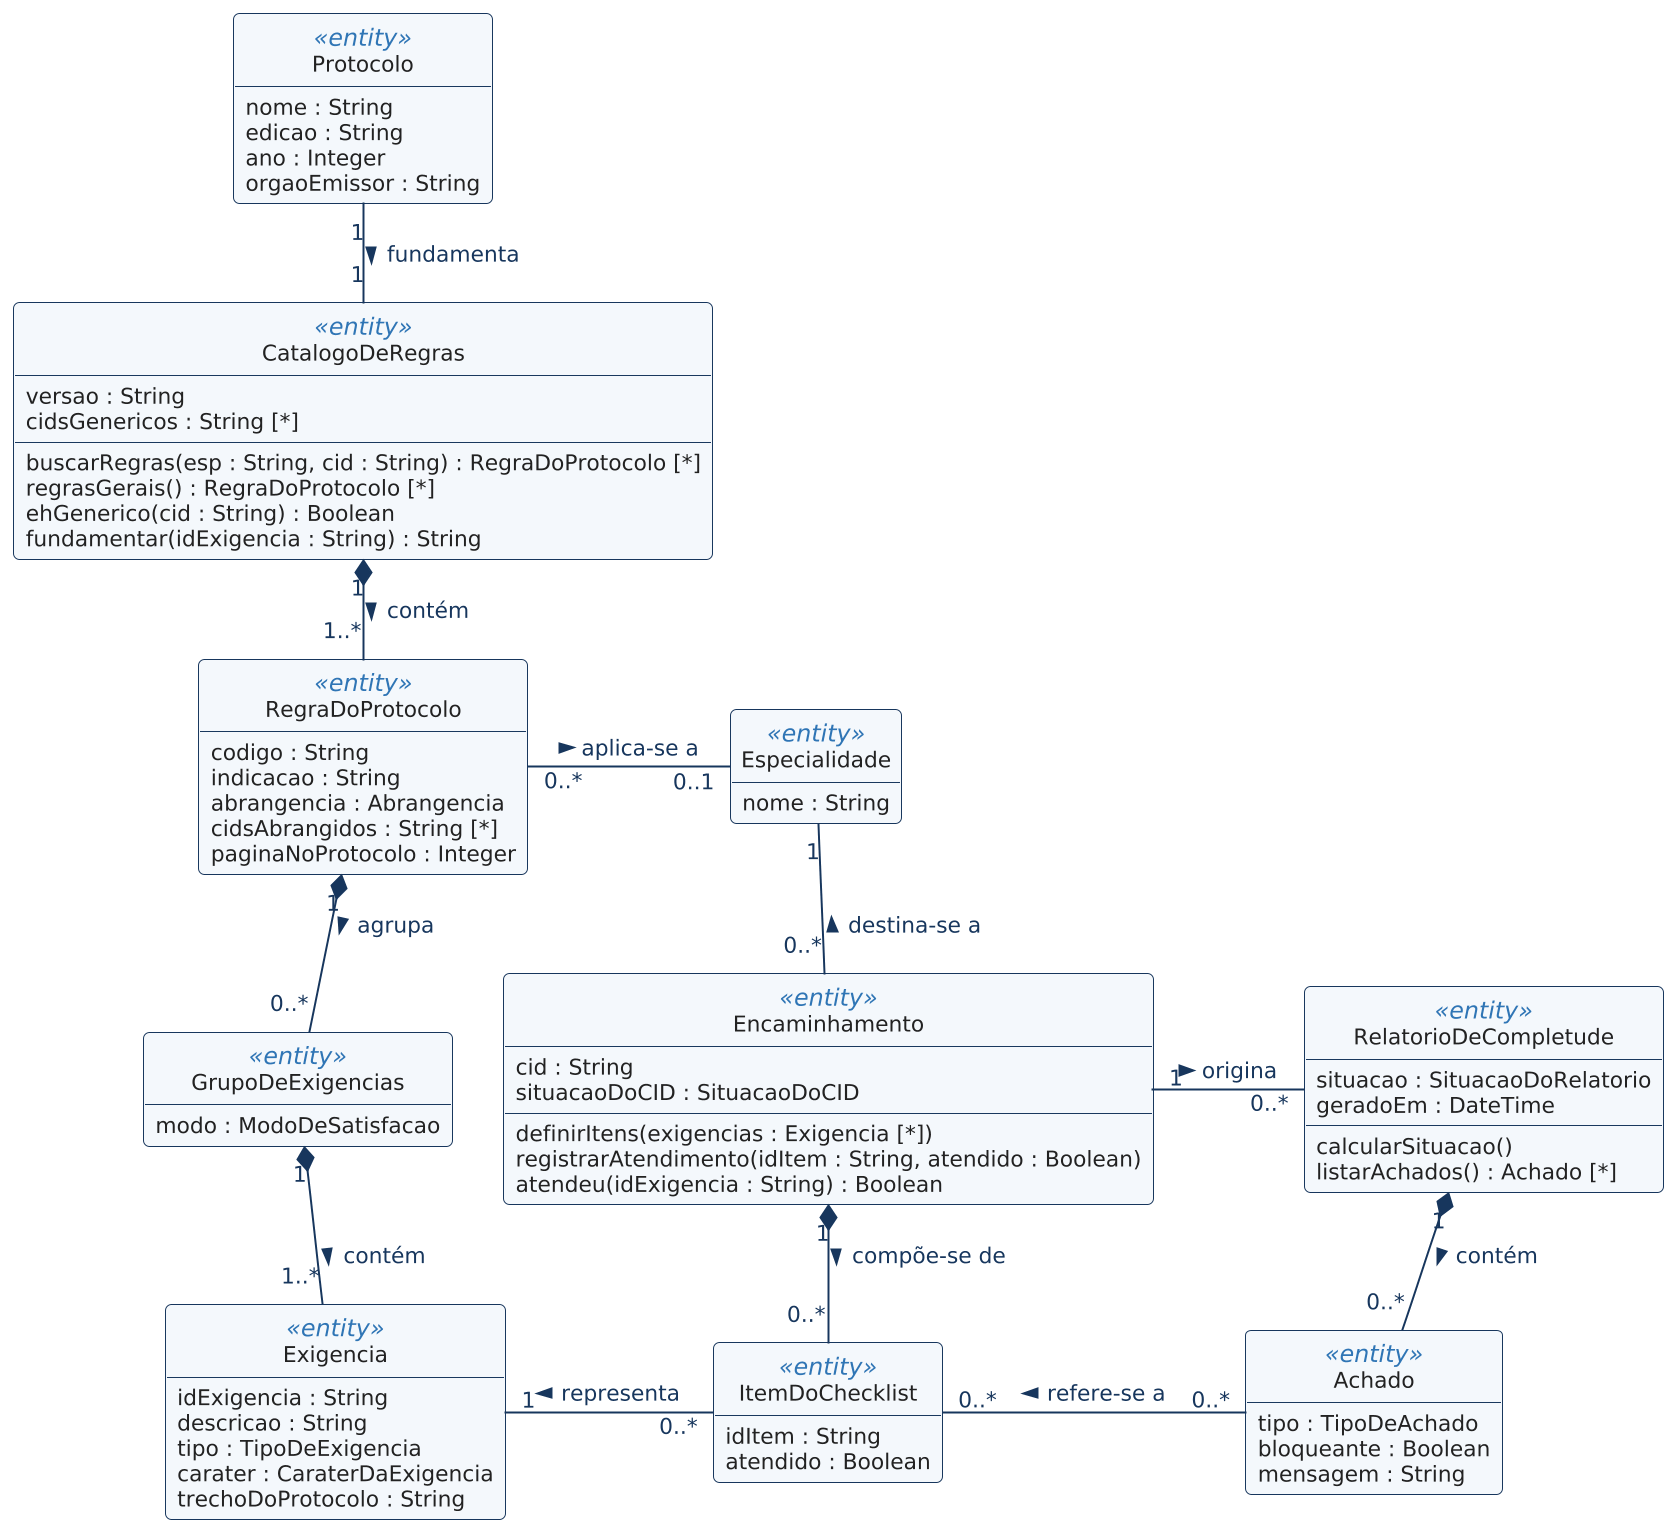 «entity»
Protocolo
nome : String
edicao : String
ano : Integer
orgaoEmissor : String
1
fundamenta
1
«entity»
CatalogoDeRegras
versao : String
cidsGenericos : String [*]
buscarRegras(esp : String, cid : String) : RegraDoProtocolo [*]
regrasGerais() : RegraDoProtocolo [*]
ehGenerico(cid : String) : Boolean
fundamentar(idExigencia : String) : String
1
contém
1..*
«entity»
RegraDoProtocolo
codigo : String
indicacao : String
abrangencia : Abrangencia
cidsAbrangidos : String [*]
paginaNoProtocolo : Integer
aplica-se a
0..*
0..1
«entity»
Especialidade
nome : String
1
agrupa
0..*
1
destina-se a
0..*
«entity»
GrupoDeExigencias
modo : ModoDeSatisfacao
«entity»
Encaminhamento
cid : String
situacaoDoCID : SituacaoDoCID
definirItens(exigencias : Exigencia [*])
registrarAtendimento(idItem : String, atendido : Boolean)
atendeu(idExigencia : String) : Boolean
1
origina
0..*
«entity»
RelatorioDeCompletude
situacao : SituacaoDoRelatorio
geradoEm : DateTime
calcularSituacao()
listarAchados() : Achado [*]
1
contém
1..*
1
compõe-se de
0..*
1
contém
0..*
«entity»
Exigencia
idExigencia : String
descricao : String
tipo : TipoDeExigencia
carater : CaraterDaExigencia
trechoDoProtocolo : String
1
representa
0..*
«entity»
ItemDoChecklist
idItem : String
atendido : Boolean
0..*
refere-se a
0..*
«entity»
Achado
tipo : TipoDeAchado
bloqueante : Boolean
mensagem : String